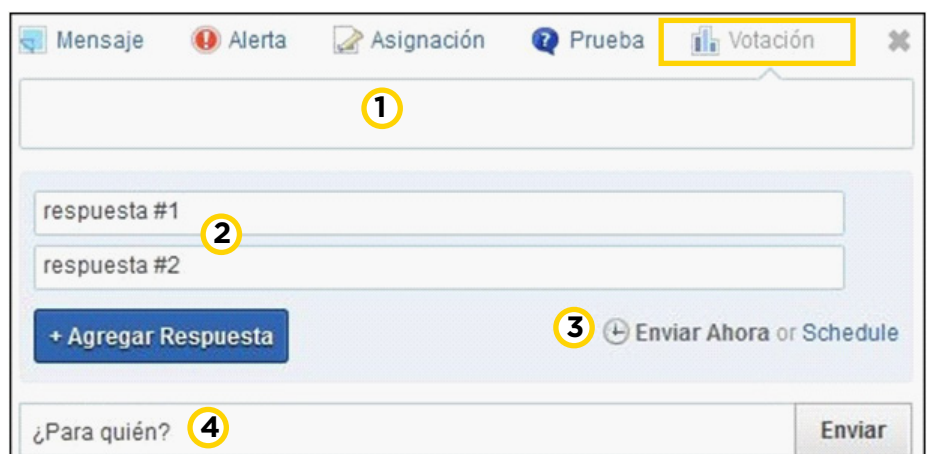 Mensaje Alerta Asignación Prueba Votación
1
respuesta #1
2
respuesta #2
+ Agregar Respuesta 3 Enviar Ahora or Schedule
¿Para quién? 4 Enviar